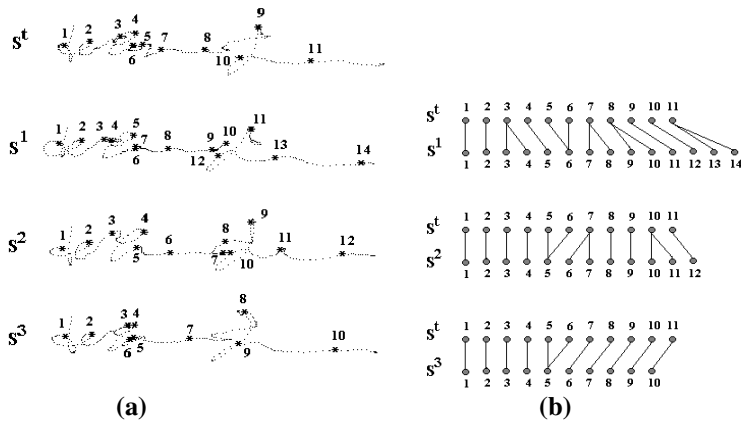 s^t 1 2 3 4 5 6 7 8 9 10 11
s^1 1 2 3 4 5 6 7 8 9 10 11 12 13 14
s^2 1 2 3 4 5 6 7 8 9 10 11 12
s^3 1 2 3 4 5 6 7 8 9 10
(a)
1 2 3 4 5 6 7 8 9 10 11
s^t
s^1
1 2 3 4 5 6 7 8 9 10 11 12 13 14
1 2 3 4 5 6 7 8 9 10 11
s^t
s^2
1 2 3 4 5 6 7 8 9 10 11 12
1 2 3 4 5 6 7 8 9 10 11
s^t
s^3
1 2 3 4 5 6 7 8 9 10
(b)